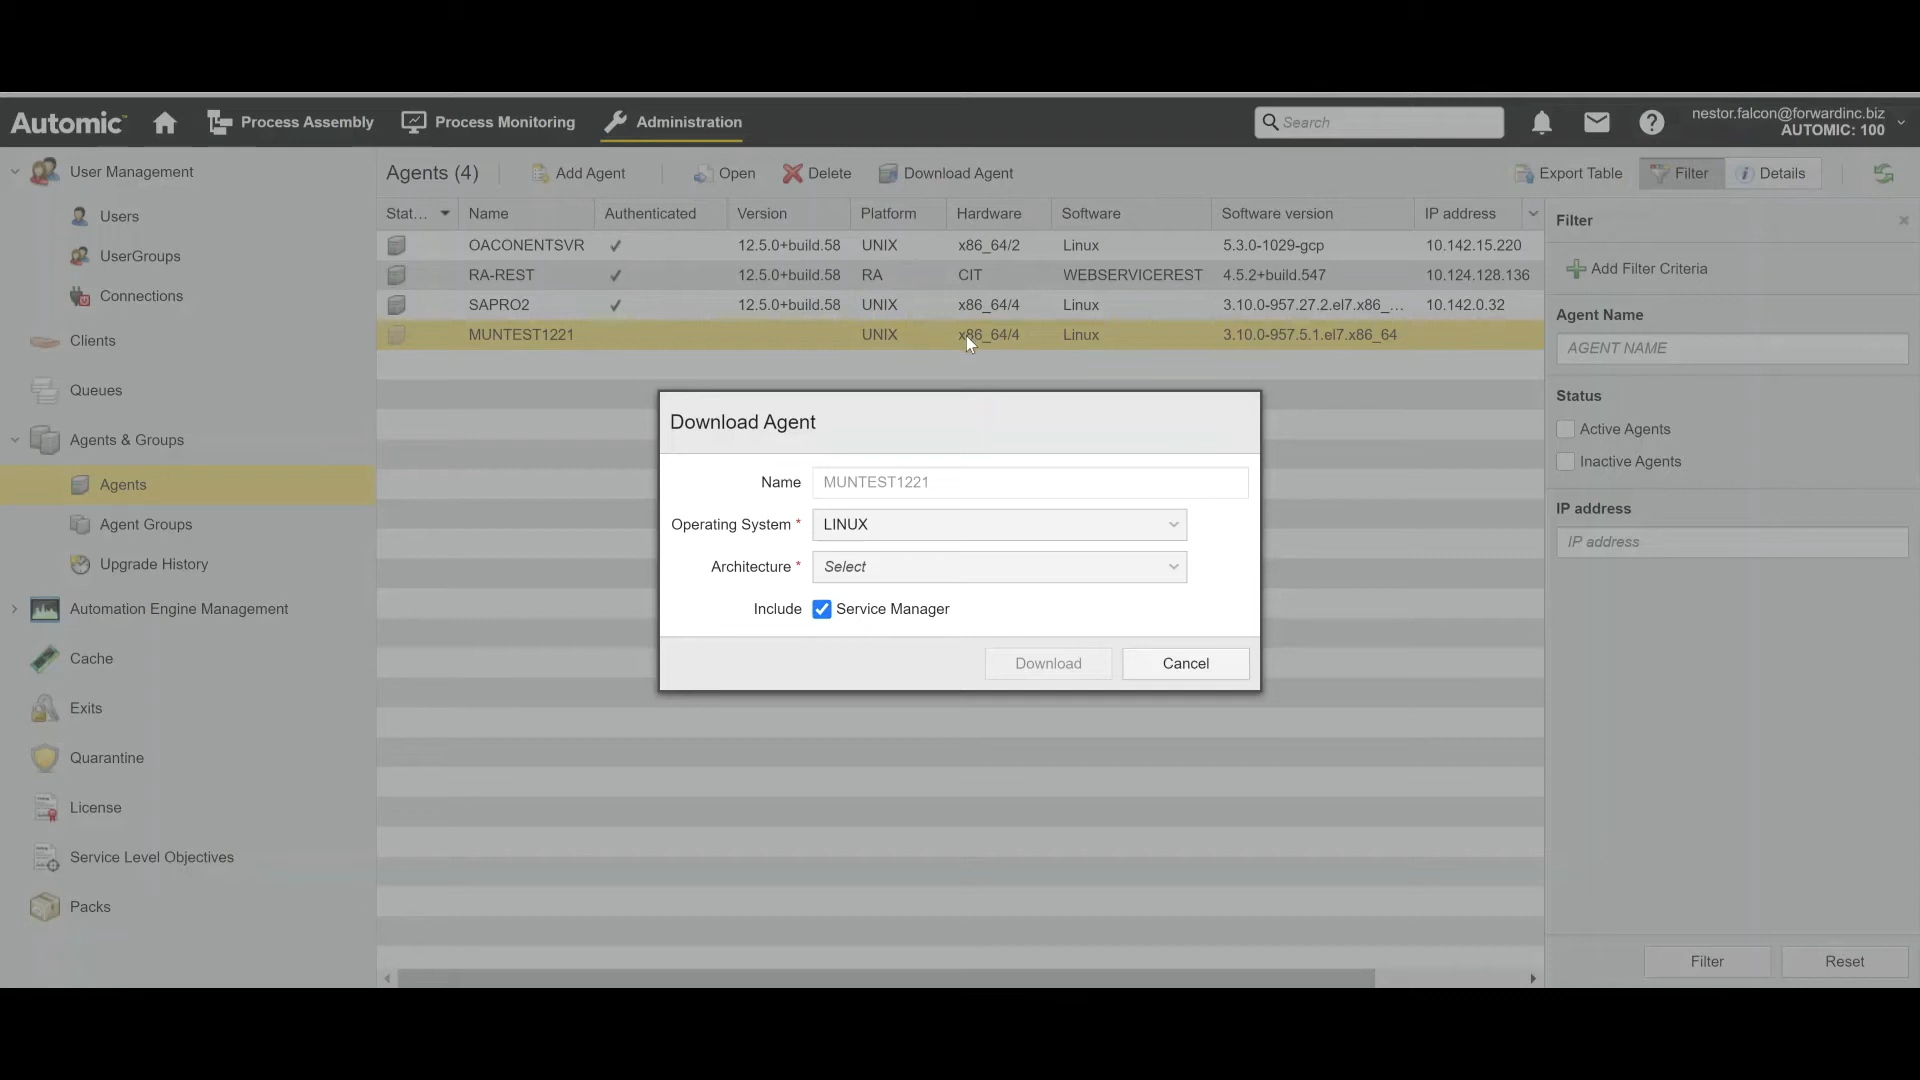 Automic™
Process Assembly
Process Monitoring
Administration
Search
nestor.falcon@forwardinc.biz
AUTOMIC: 100
User Management
Users
UserGroups
Connections
Clients
Queues
Agents & Groups
Agents
Agent Groups
Upgrade History
Automation Engine Management
Cache
Exits
Quarantine
License
Service Level Objectives
Packs
Agents (4) Add Agent Open Delete Download Agent Export Table Filter Details
Stat... Name Authenticated Version Platform Hardware Software Software version IP address
OACONENTSVR ✓ 12.5.0+build.58 UNIX x86_64/2 Linux 5.3.0-1029-gcp 10.142.15.220
RA-REST ✓ 12.5.0+build.58 RA CIT WEBSERVICEREST 4.5.2+build.547 10.124.128.136
SAPRO2 ✓ 12.5.0+build.58 UNIX x86_64/4 Linux 3.10.0-957.27.2.el7.x86_... 10.142.0.32
MUNTEST1221 UNIX x86_64/4 Linux 3.10.0-957.5.1.el7.x86_64
Download Agent
Name MUNTEST1221
Operating System * LINUX
Architecture * Select
Include Service Manager
Download Cancel
Filter
Add Filter Criteria
Agent Name
AGENT NAME
Status
Active Agents
Inactive Agents
IP address
IP address
Filter Reset